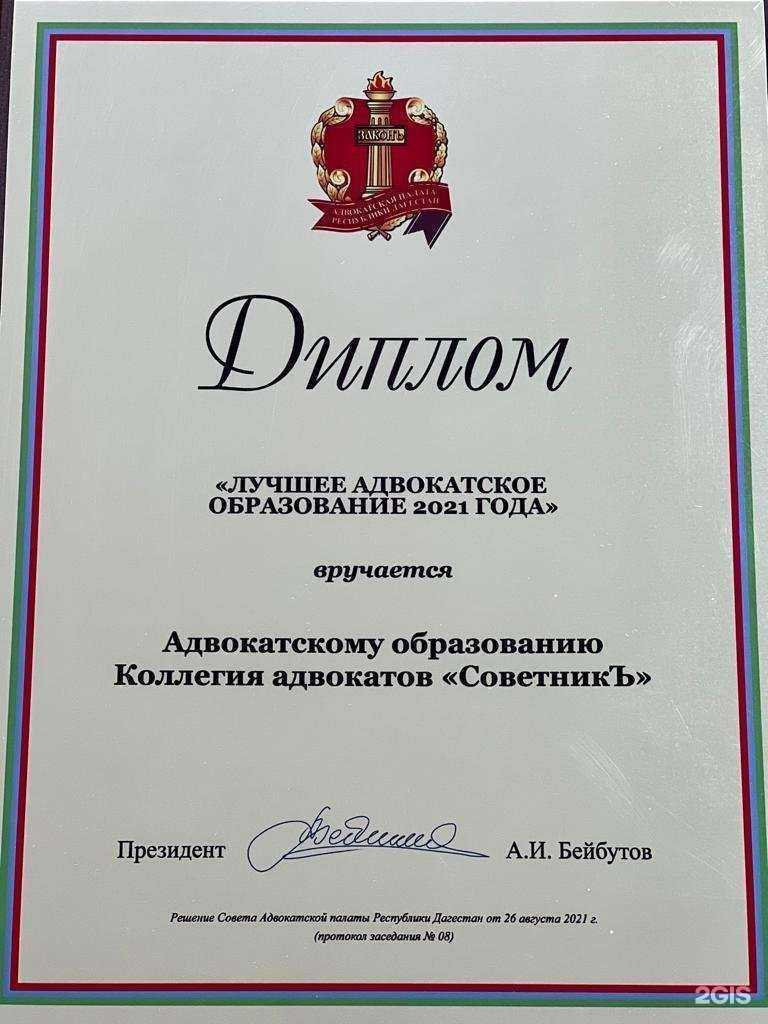 ЗАКОНЪ
АДВОКАТСКАЯ ПАЛАТА
РЕСПУБЛИКИ ДАГЕСТАН
Диплом
«ЛУЧШЕЕ АДВОКАТСКОЕ
ОБРАЗОВАНИЕ 2021 ГОДА»
вручается
Адвокатскому образованию
Коллегия адвокатов «СоветникЪ»
Президент А.И. Бейбутов
Решение Совета Адвокатской палаты Республики Дагестан от 26 августа 2021 г.
(протокол заседания № 08)
2GIS